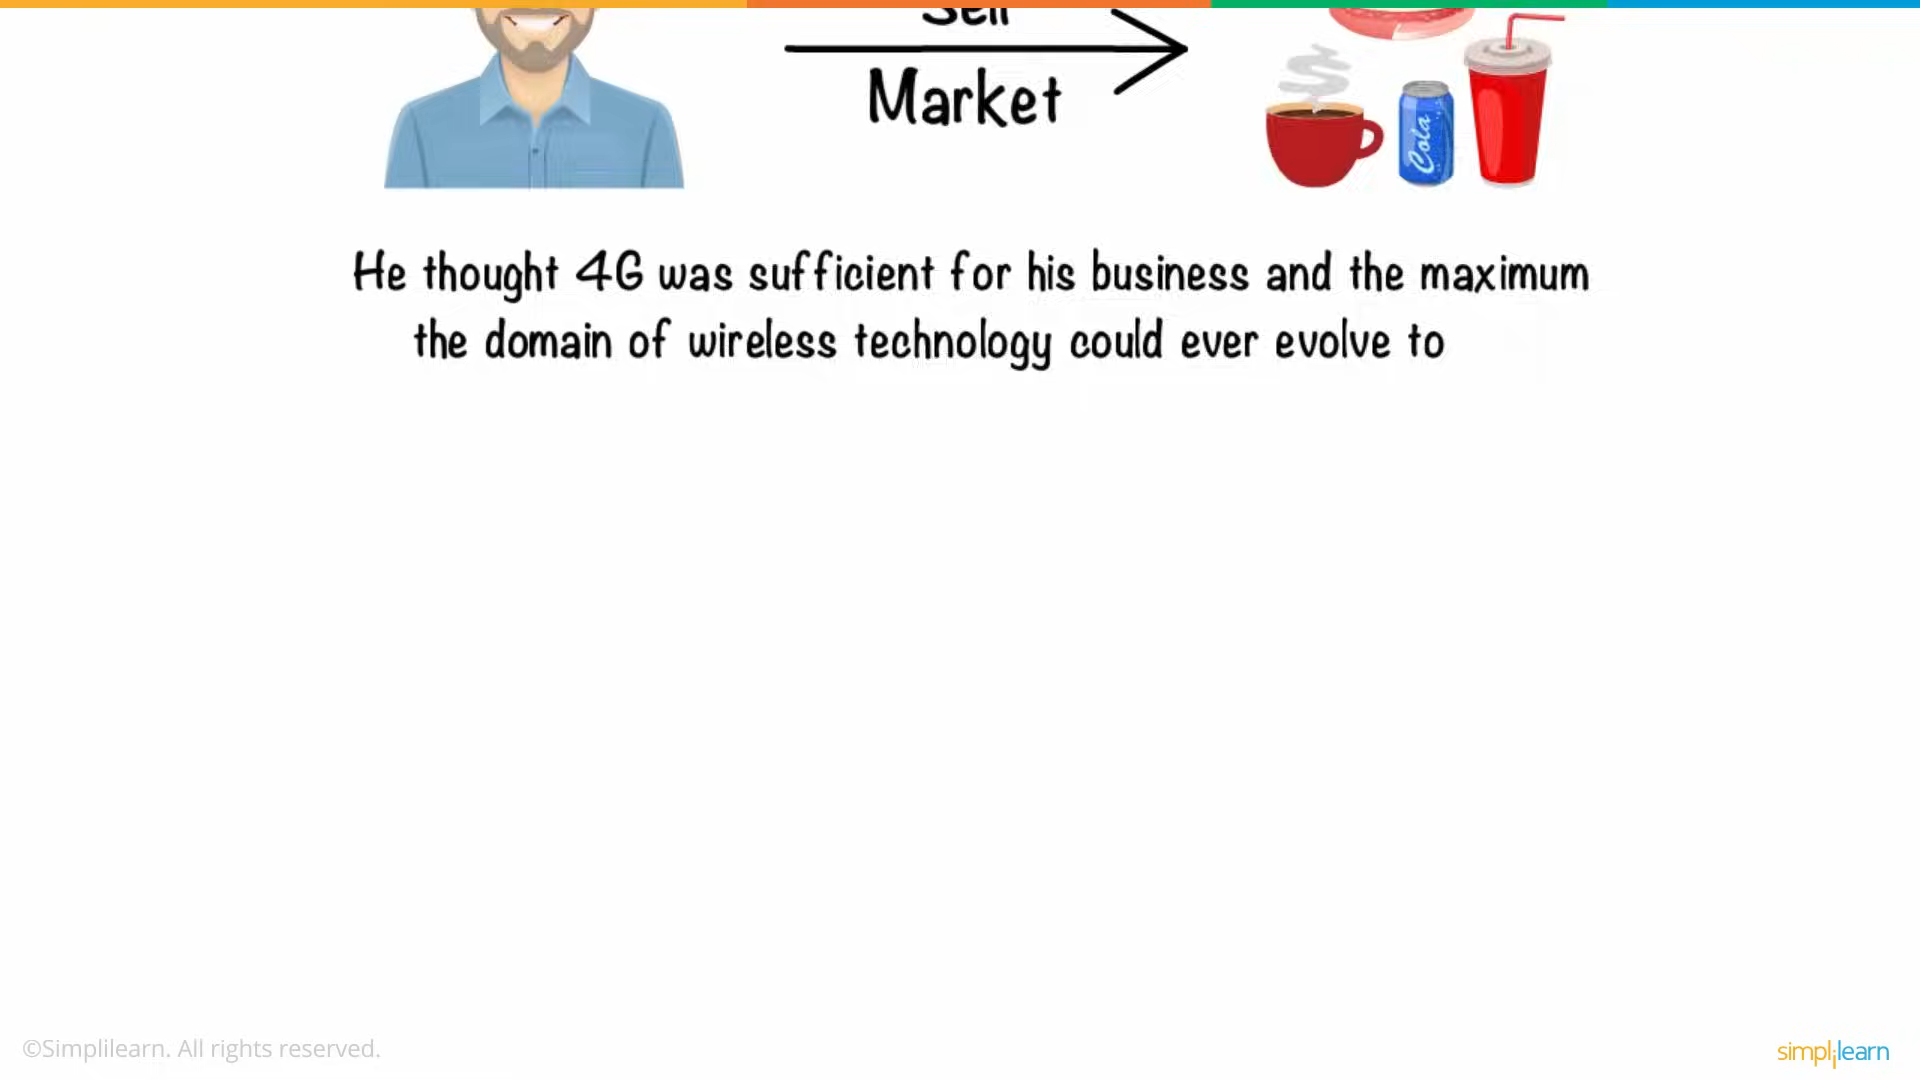 Sell
Market
Cola
He thought 4G was sufficient for his business and the maximum
the domain of wireless technology could ever evolve to
©Simplilearn. All rights reserved.
simplilearn